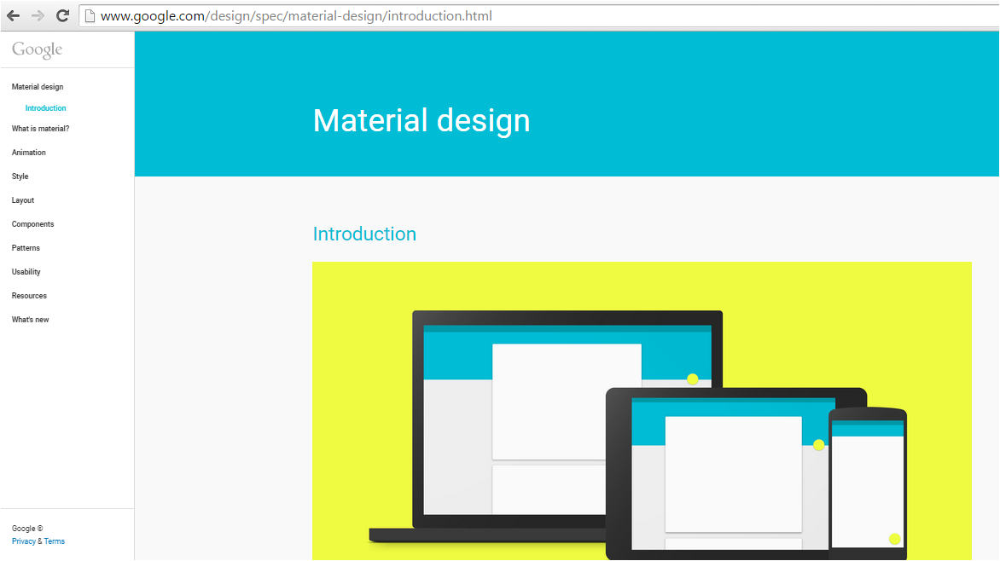 www.google.com/design/spec/material-design/introduction.html
Google
Material design
Introduction
What is material?
Animation
Style
Layout
Components
Patterns
Usability
Resources
What's new
Google ©
Privacy & Terms
Material design
Introduction